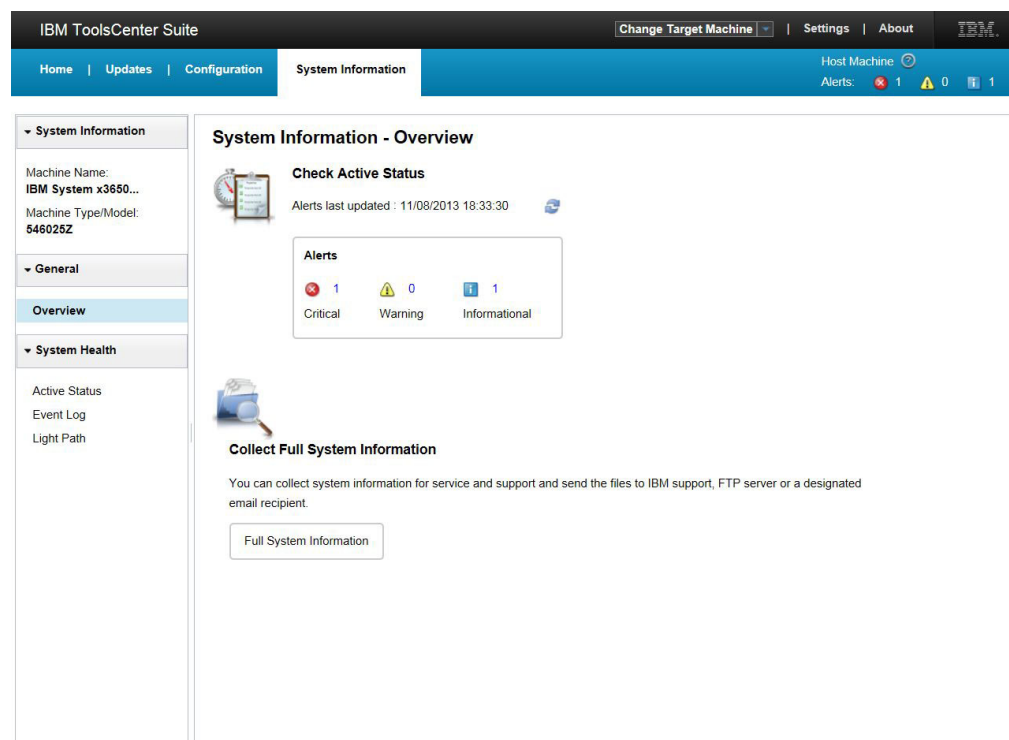 IBM ToolsCenter Suite
Change Target Machine | Settings | About
IBM.
Home | Updates | Configuration
System Information
Host Machine ?
Alerts: 1 0 1
System Information
Machine Name:
IBM System x3650...
Machine Type/Model:
546025Z
General
Overview
System Health
Active Status
Event Log
Light Path
System Information - Overview
Check Active Status
Alerts last updated : 11/08/2013 18:33:30
Alerts
1 0 1
Critical Warning Informational
Collect Full System Information
You can collect system information for service and support and send the files to IBM support, FTP server or a designated
email recipient.
Full System Information